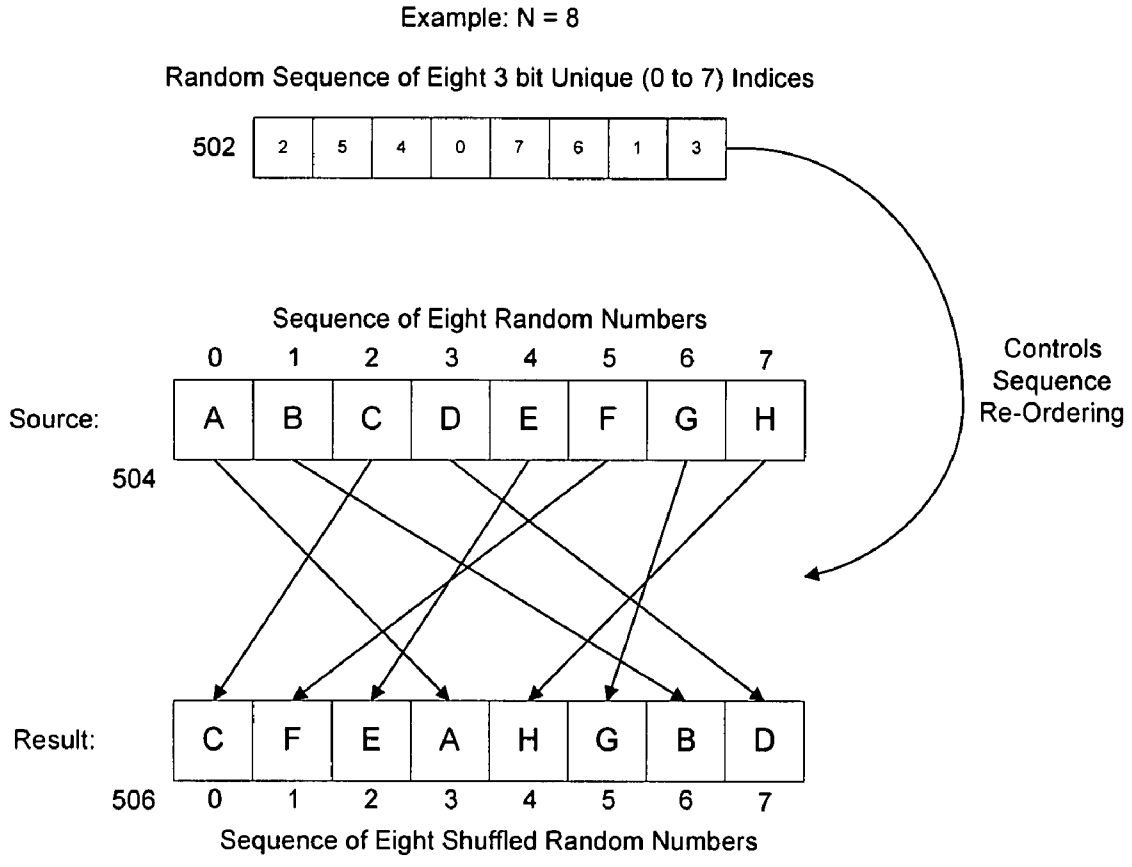 Example: N = 8
Random Sequence of Eight 3 bit Unique (0 to 7) Indices
502 2 5 4 0 7 6 1 3
Sequence of Eight Random Numbers
0 1 2 3 4 5 6 7
Controls
Sequence
Re-Ordering
Source: A B C D E F G H
504
Result: C F E A H G B D
506 0 1 2 3 4 5 6 7
Sequence of Eight Shuffled Random Numbers